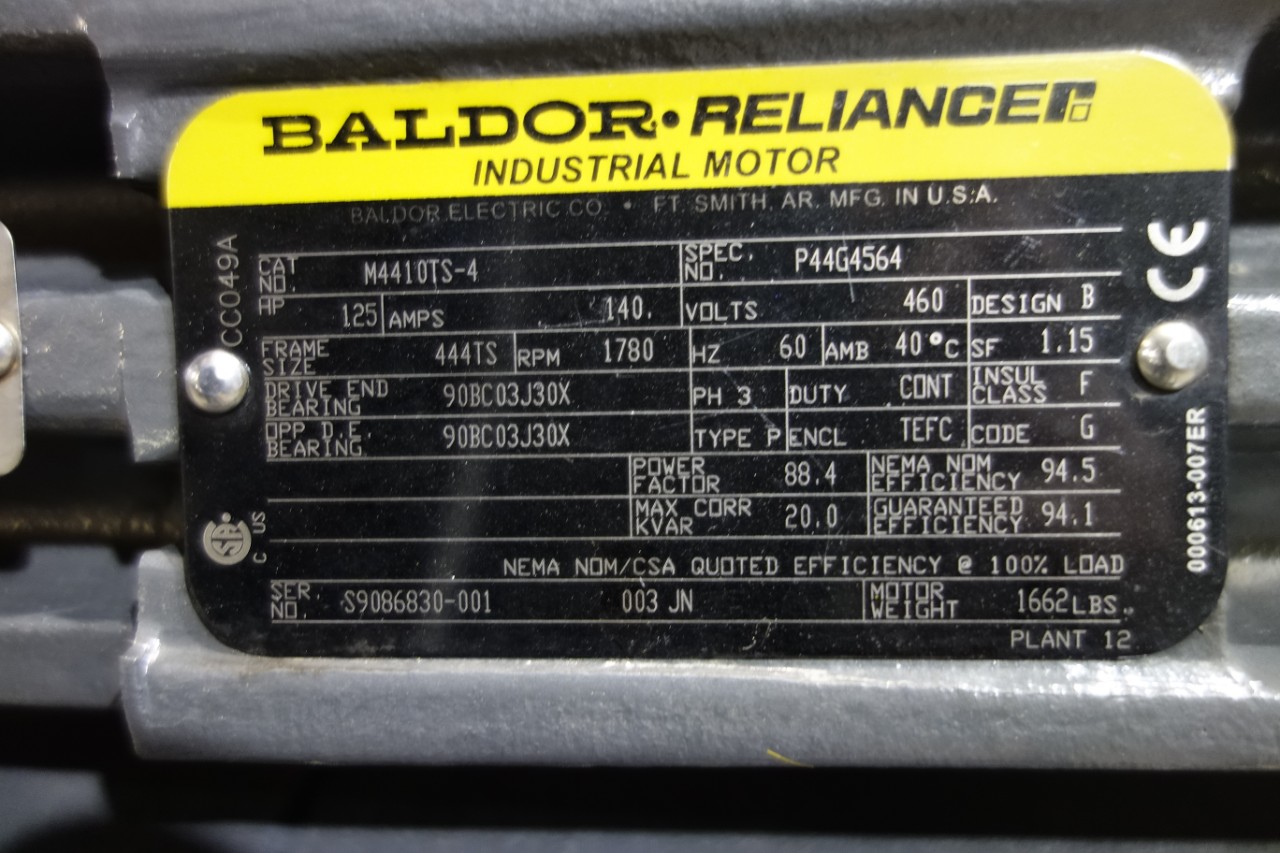 BALDOR • RELIANCE
INDUSTRIAL MOTOR
BALDOR ELECTRIC CO. • FT. SMITH, AR. MFG. IN U.S.A.
CC049A
CAT. NO. M4410TS-4 SPEC. NO. P44G4564
HP 125 AMPS 140. VOLTS 460 DESIGN B
FRAME SIZE 444TS RPM 1780 HZ 60 AMB 40°C SF 1.15
DRIVE END BEARING 90BC03J30X PH 3 DUTY CONT INSUL CLASS F
OPP D.E. BEARING 90BC03J30X TYPE P ENCL TEFC CODE G
POWER FACTOR 88.4 NEMA NOM EFFICIENCY 94.5
MAX CORR KVAR 20.0 GUARANTEED EFFICIENCY 94.1
NEMA NOM/CSA QUOTED EFFICIENCY @ 100% LOAD
SER. NO. S9086830-001 003 JN MOTOR WEIGHT 1662 LBS.
PLANT 12
CE
000613-007ER
C US